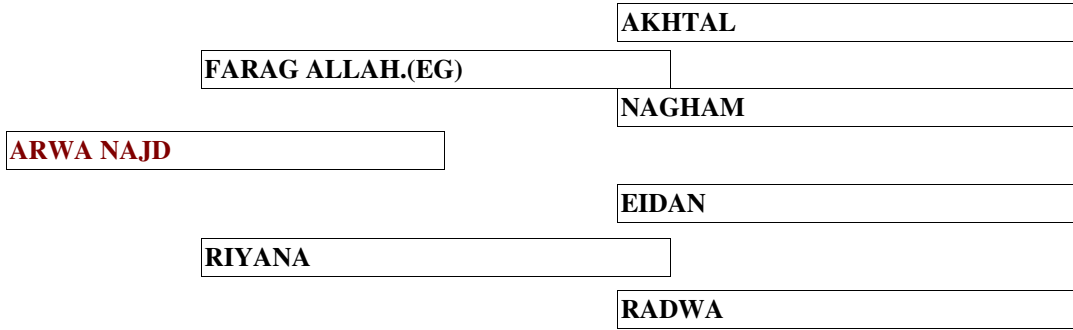 AKHTAL
FARAG ALLAH.(EG)
NAGHAM
ARWA NAJD
EIDAN
RIYANA
RADWA